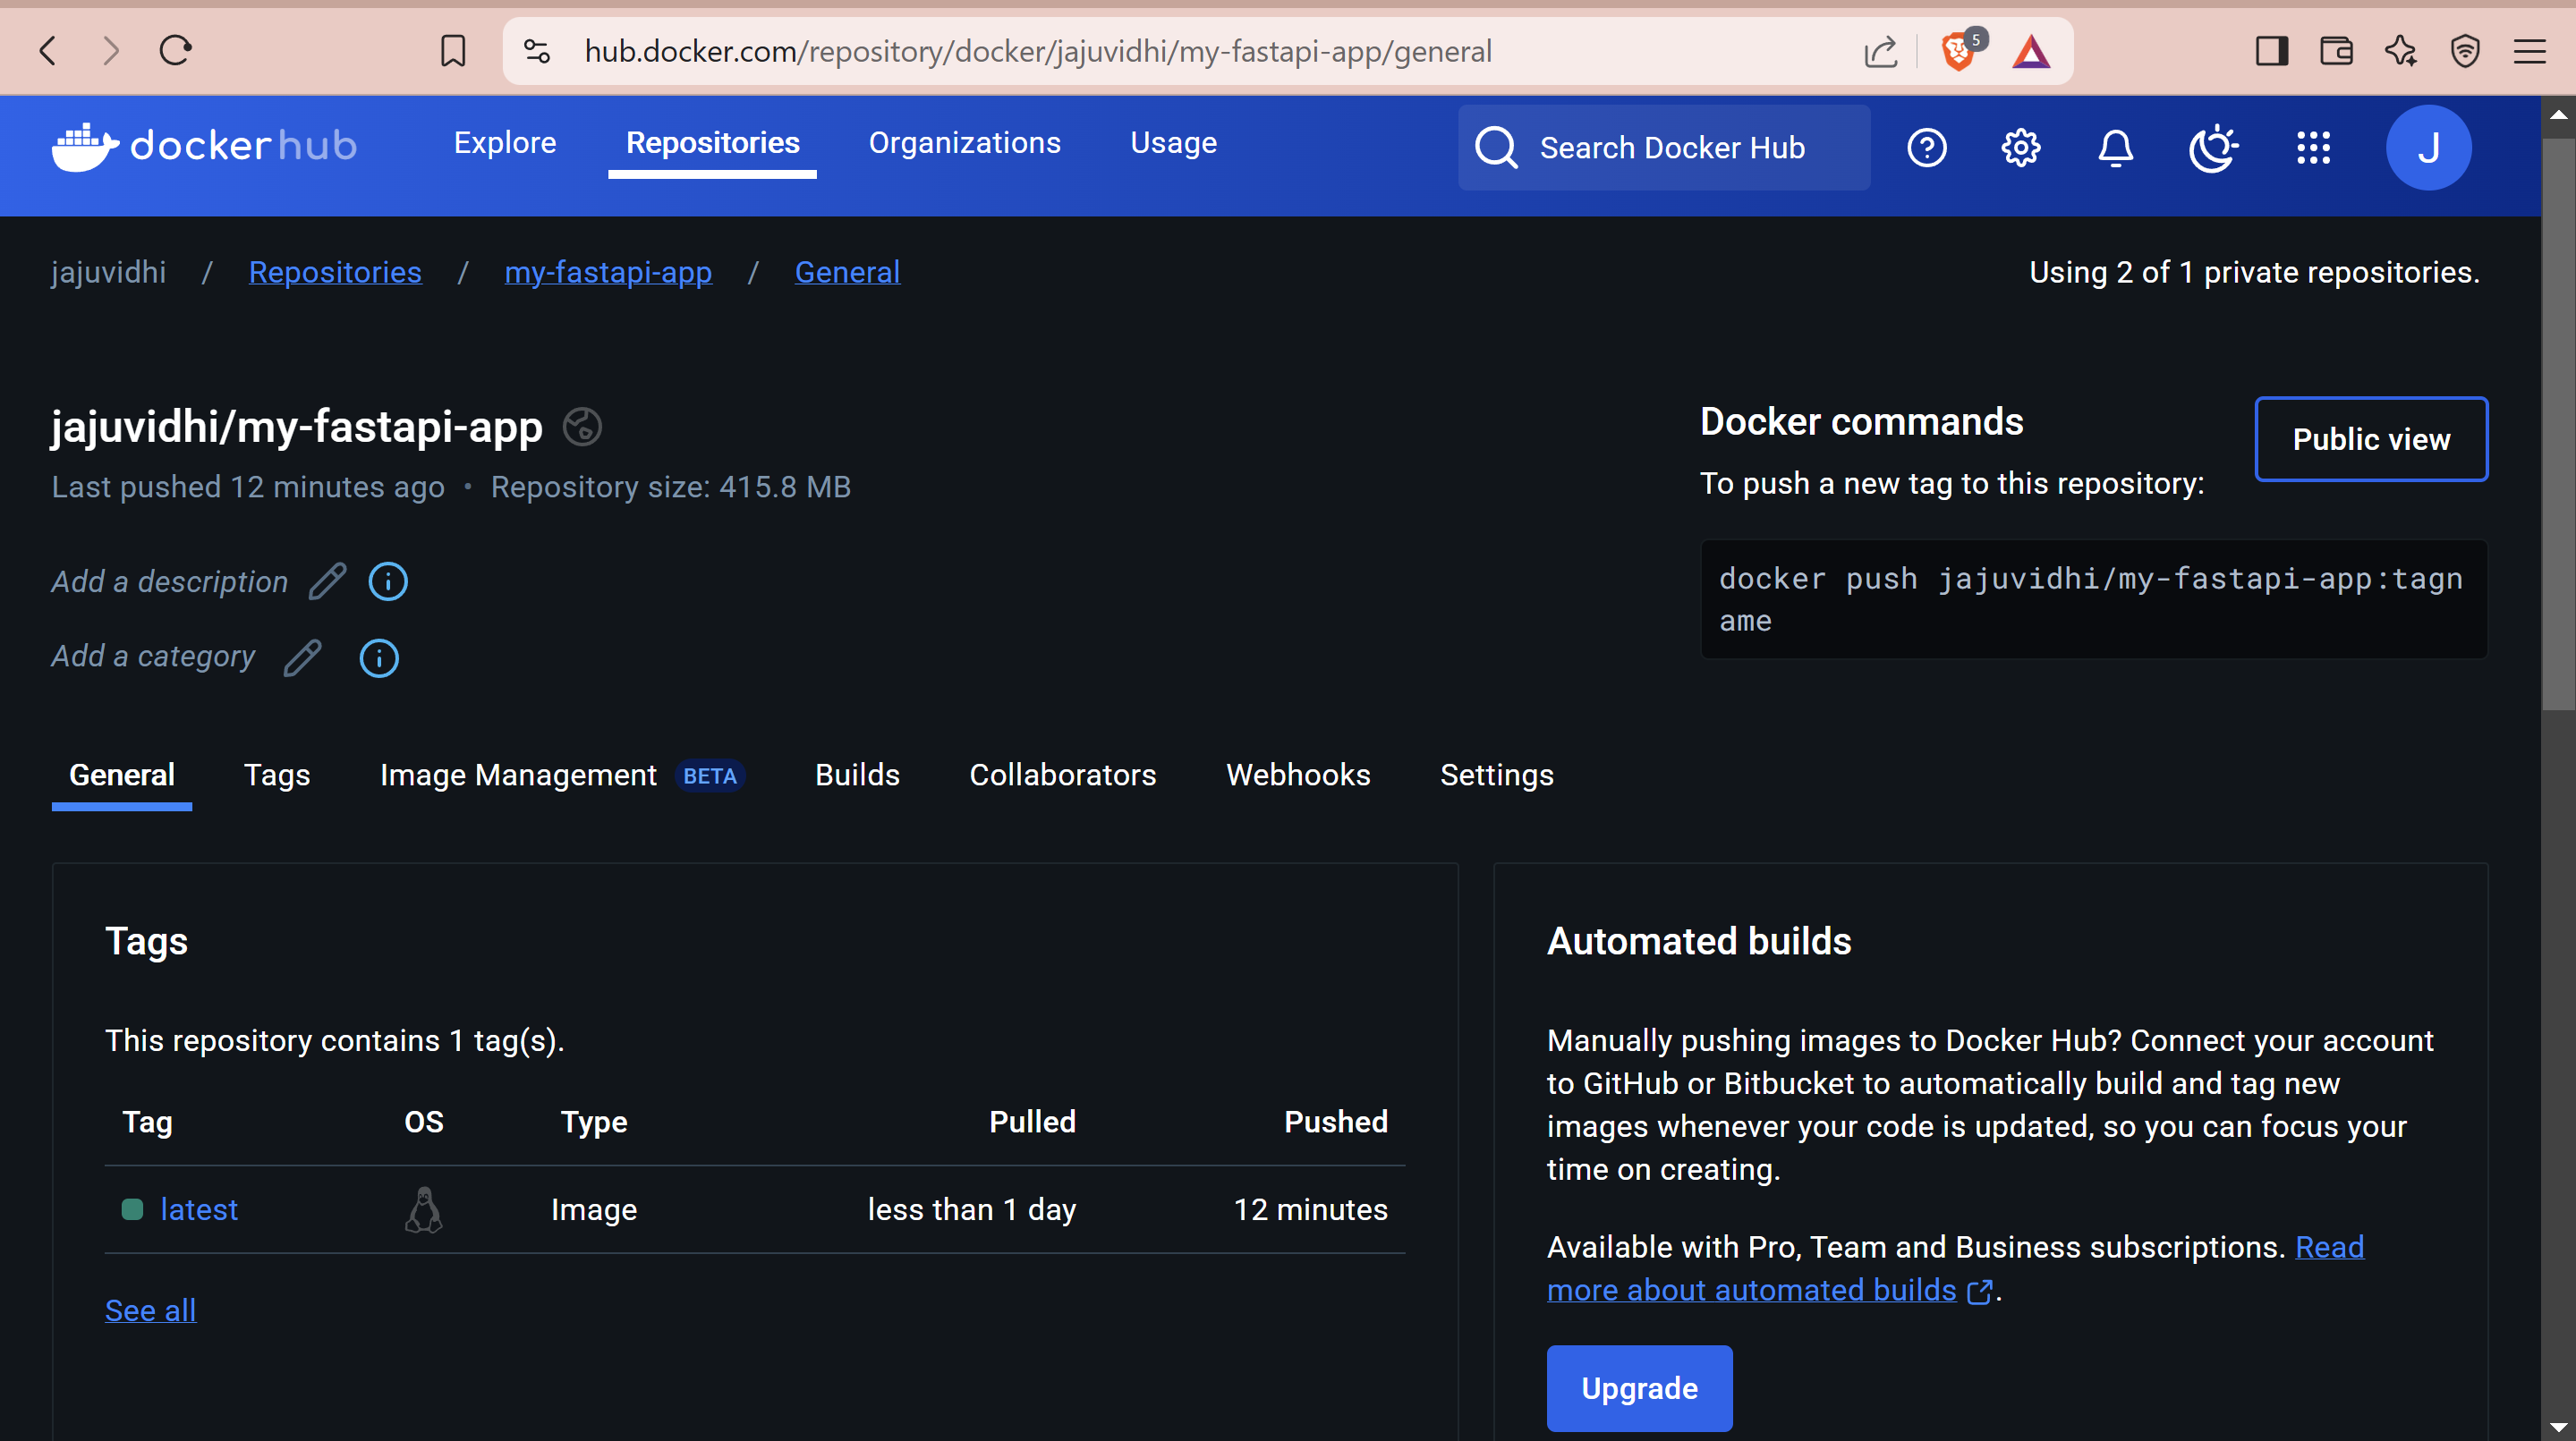 hub.docker.com/repository/docker/jajuvidhi/my-fastapi-app/general
5
dockerhub
Explore
Repositories
Organizations
Usage
Search Docker Hub
J
jajuvidhi / Repositories / my-fastapi-app / General
Using 2 of 1 private repositories.
jajuvidhi/my-fastapi-app
Last pushed 12 minutes ago • Repository size: 415.8 MB
Add a description
Add a category
Docker commands
Public view
To push a new tag to this repository:
docker push jajuvidhi/my-fastapi-app:tagn
ame
General
Tags
Image Management BETA
Builds
Collaborators
Webhooks
Settings
Tags
This repository contains 1 tag(s).
Tag OS Type Pulled Pushed
latest Image less than 1 day 12 minutes
See all
Automated builds
Manually pushing images to Docker Hub? Connect your account
to GitHub or Bitbucket to automatically build and tag new
images whenever your code is updated, so you can focus your
time on creating.
Available with Pro, Team and Business subscriptions. Read
more about automated builds .
Upgrade